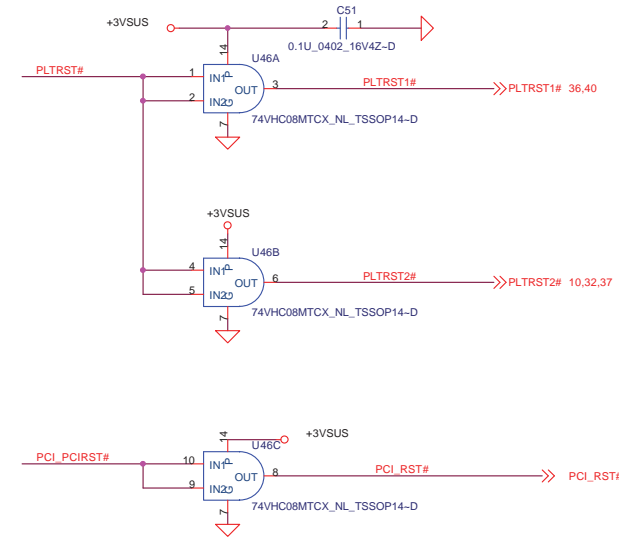 C51
+3VSUS
2 1
0.1U_0402_16V4Z~D
14
U46A
PLTRST#
1 IN1 P
OUT 3 PLTRST1# PLTRST1# 36,40
2 IN2 G
7
74VHC08MTCX_NL_TSSOP14~D
+3VSUS
14
U46B
4 IN1 P
OUT 6 PLTRST2# PLTRST2# 10,32,37
5 IN2 G
7
74VHC08MTCX_NL_TSSOP14~D
+3VSUS
14
U46C
PCI_PCIRST#
10 IN1 P
OUT 8 PCI_RST# PCI_RST#
9 IN2 G
7
74VHC08MTCX_NL_TSSOP14~D